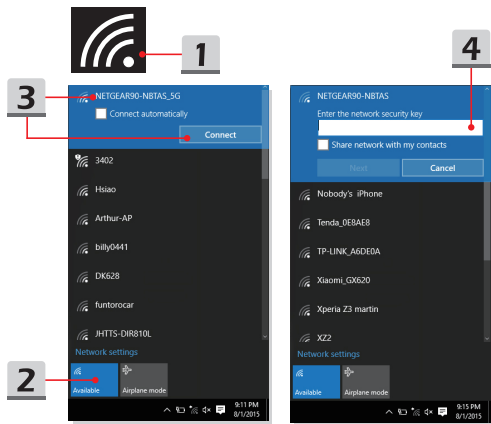 1
3
NETGEAR90-NBTAS_5G
Connect automatically
Connect
3402
Hsiao
Arthur-AP
billy0441
DK628
funtorocar
JHTTS-DIR810L
Network settings
2
Available
Airplane mode
9:11 PM
8/1/2015
4
NETGEAR90-NBTAS
Enter the network security key
Share network with my contacts
Next
Cancel
Nobody's iPhone
Tenda_0E8AE8
TP-LINK_A6DE0A
Xiaomi_GX620
Xperia Z3 martin
XZ2
Network settings
Available
Airplane mode
9:15 PM
8/1/2015